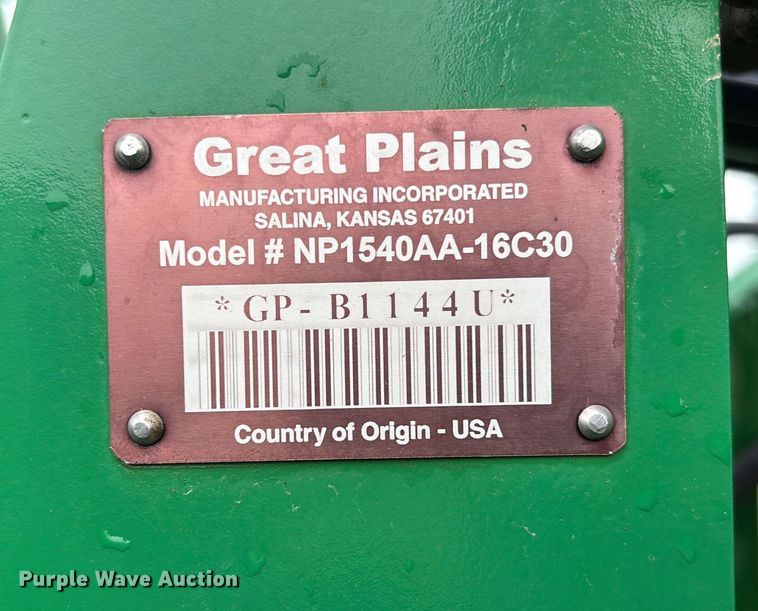 Great Plains
MANUFACTURING INCORPORATED
SALINA, KANSAS 67401
Model # NP1540AA-16C30
*GP- B1144U*
Country of Origin - USA
Purple Wave Auction